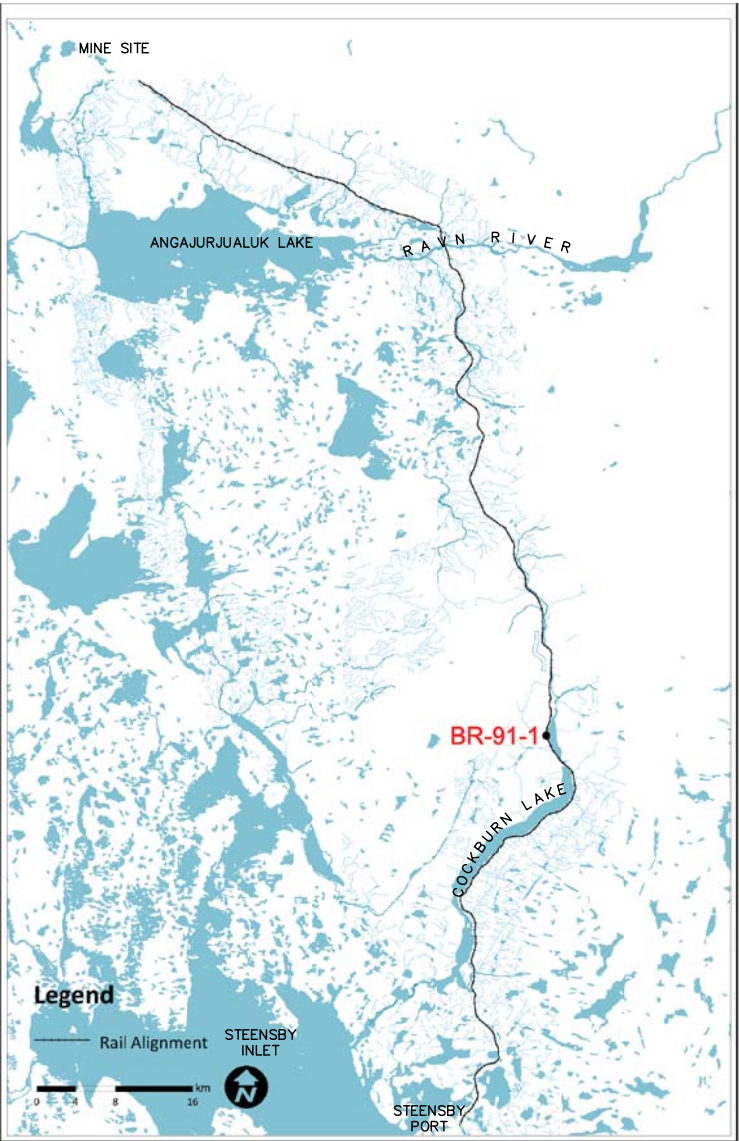 MINE SITE
ANGAJURJUALUK LAKE
RAVN RIVER
BR-91-1
COCKBURN LAKE
Legend
Rail Alignment
STEENSBY
INLET
km
0 4 8 16
N
STEENSBY
PORT